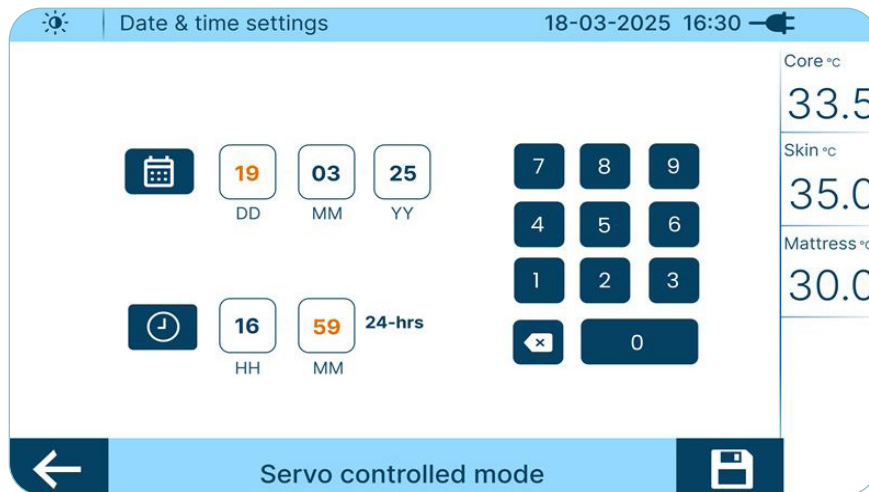 Date & time settings 18-03-2025 16:30
Core °C
33.5
Skin °C
35.0
Mattress °C
30.0
19 03 25
DD MM YY
16 59 24-hrs
HH MM
7 8 9
4 5 6
1 2 3
0
Servo controlled mode